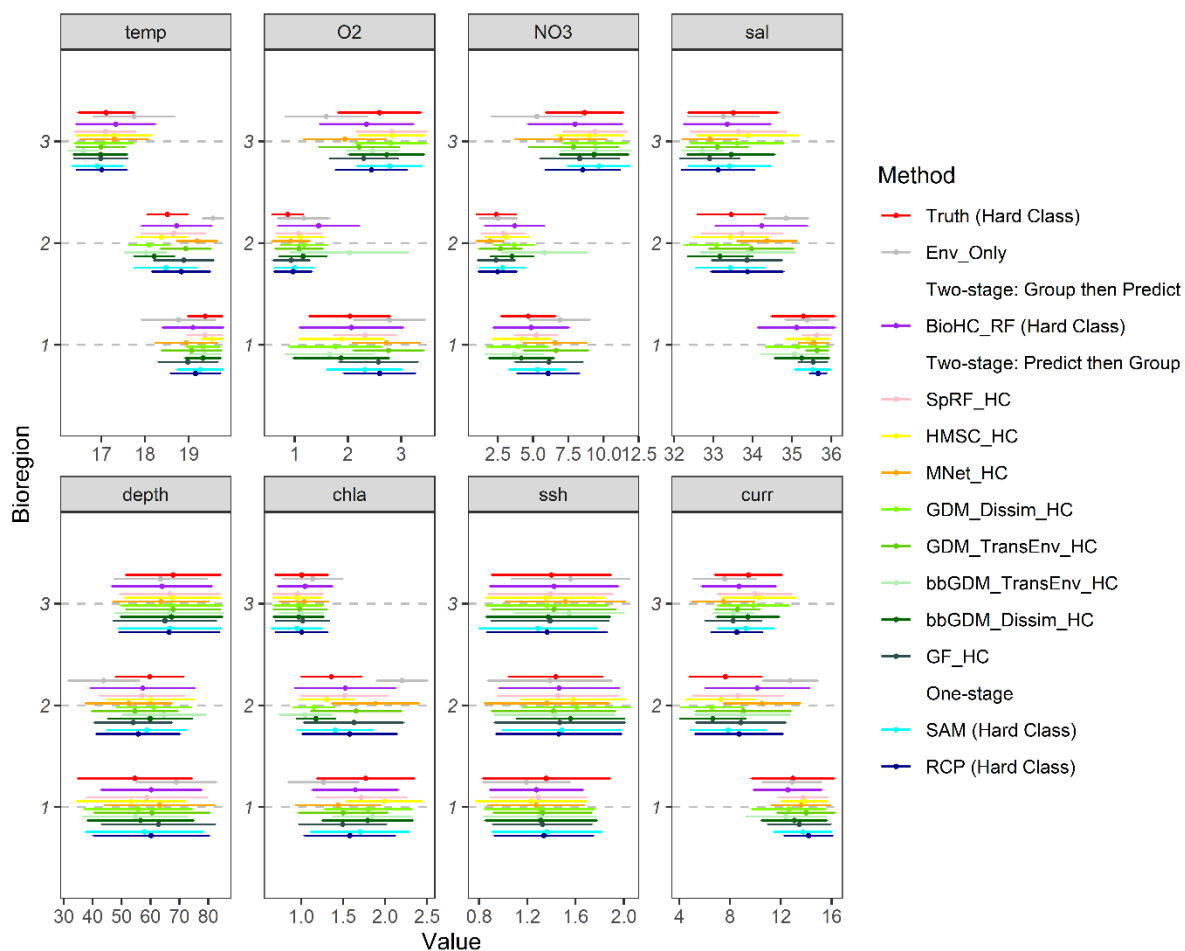 temp O2 NO3 sal
3
2
1
17 18 19 1 2 3 2.5 5.0 7.5 10.0 12.5 32 33 34 35 36
depth chla ssh curr
3
2
1
30 40 50 60 70 80 1.0 1.5 2.0 2.5 0.8 1.2 1.6 2.0 4 8 12 16
Bioregion
Value
Method
Truth (Hard Class)
Env_Only
Two-stage: Group then Predict
BioHC_RF (Hard Class)
Two-stage: Predict then Group
SpRF_HC
HMSC_HC
MNet_HC
GDM_Dissim_HC
GDM_TransEnv_HC
bbGDM_TransEnv_HC
bbGDM_Dissim_HC
GF_HC
One-stage
SAM (Hard Class)
RCP (Hard Class)